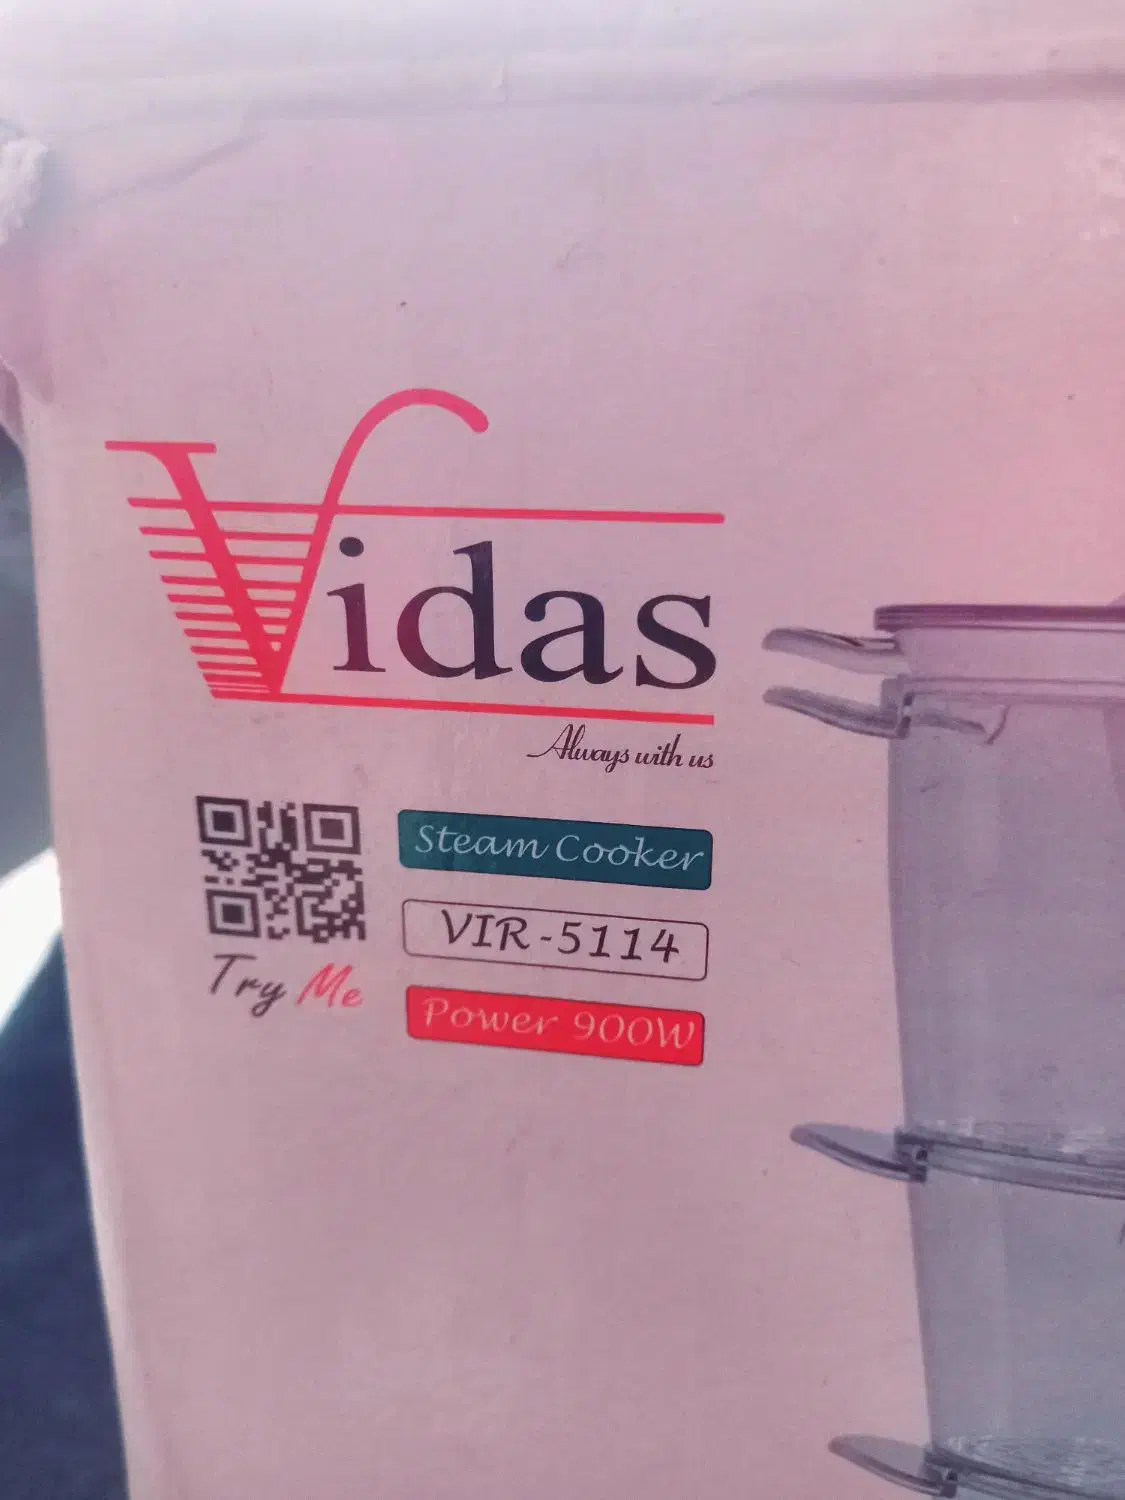 Vidas
Always with us
Steam Cooker
VIR-5114
Power 900W
Try Me